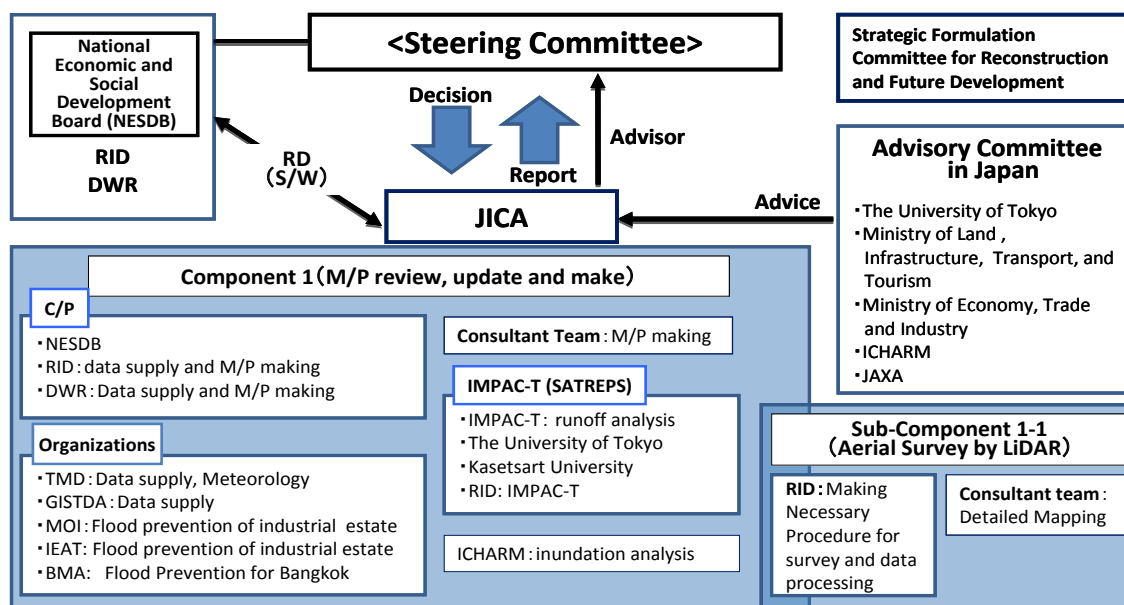 National
Economic and
Social
Development
Board (NESDB)
RID
DWR
<Steering Committee>
Strategic Formulation
Committee for Reconstruction
and Future Development
Decision
Report
Advisor
RD
(S/W)
JICA
Advice
Advisory Committee
in Japan
・The University of Tokyo
・Ministry of Land ,
Infrastructure, Transport, and
Tourism
・Ministry of Economy, Trade
and Industry
・ICHARM
・JAXA
Component 1(M/P review, update and make)
C/P
・NESDB
・RID: data supply and M/P making
・DWR: Data supply and M/P making
Organizations
・TMD: Data supply, Meteorology
・GISTDA: Data supply
・MOI: Flood prevention of industrial estate
・IEAT: Flood prevention of industrial estate
・BMA: Flood Prevention for Bangkok
Consultant Team: M/P making
IMPAC-T (SATREPS)
・IMPAC-T: runoff analysis
・The University of Tokyo
・Kasetsart University
・RID: IMPAC-T
ICHARM: inundation analysis
Sub-Component 1-1
(Aerial Survey by LiDAR)
RID: Making
Necessary
Procedure for
survey and data
processing
Consultant team:
Detailed Mapping